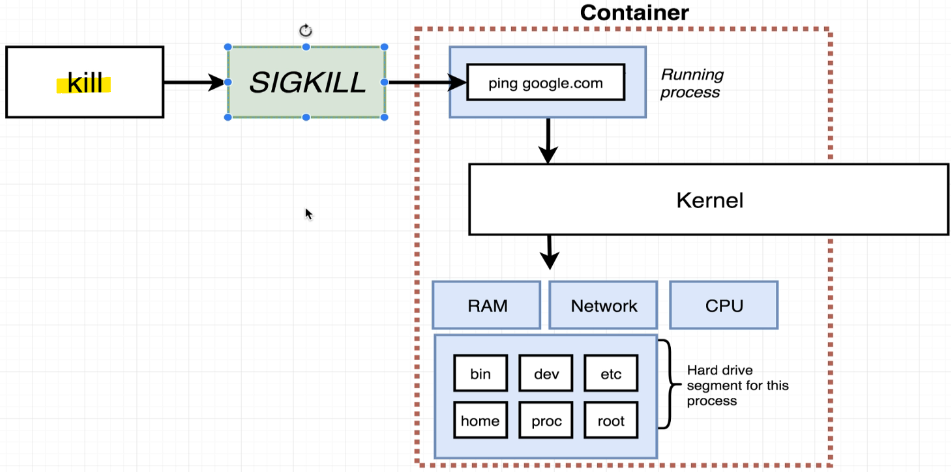 Container
kill
SIGKILL
ping google.com
Running
process
Kernel
RAM
Network
CPU
bin
dev
etc
home
proc
root
Hard drive
segment for this
process